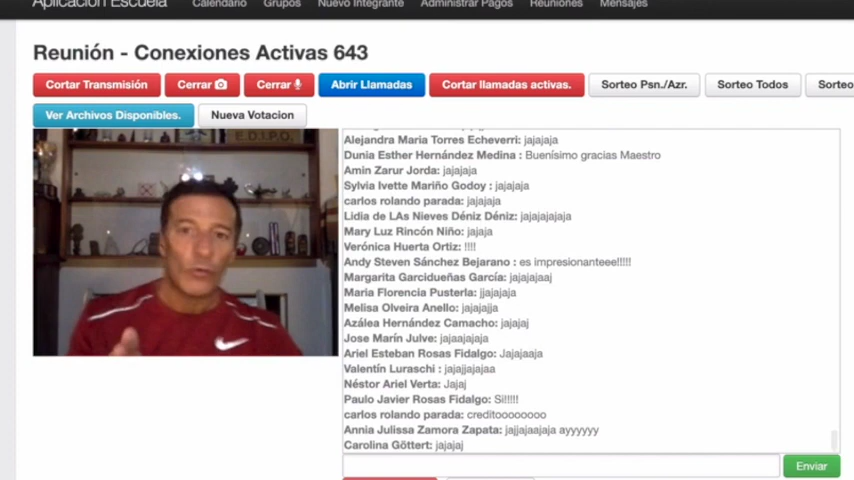 Aplicación Escuela
Calendario Grupos Nuevo Integrante Administrar Pagos Reuniones Mensajes
Reunión - Conexiones Activas 643
Cortar Transmisión Cerrar Cerrar Abrir Llamadas Cortar llamadas activas. Sorteo Psn./Azr. Sorteo Todos Sorteo
Ver Archivos Disponibles. Nueva Votacion
E.D.I.P.O.
Alejandra Maria Torres Echeverri: jajajaja
Dunia Esther Hernández Medina : Buenísimo gracias Maestro
Amin Zarur Jorda: jajajaja
Sylvia Ivette Mariño Godoy : jajajaja
carlos rolando parada: jajajaja
Lidia de LAs Nieves Déniz Déniz: jajajajajaja
Mary Luz Rincón Niño: jajaja
Verónica Huerta Ortiz: !!!!
Andy Steven Sánchez Bejarano : es impresionanteee!!!!!
Margarita Garcidueñas García: jajajajaaj
Maria Florencia Pusterla: jjajajaja
Melisa Olveira Anello: jajajajja
Azálea Hernández Camacho: jajajaj
Jose Marín Julve: jajaajajaja
Ariel Esteban Rosas Fidalgo: Jajajaaja
Valentín Luraschi : jajajjajajaa
Néstor Ariel Verta: Jajaj
Paulo Javier Rosas Fidalgo: Si!!!!!
carlos rolando parada: creditoooooooo
Annia Julissa Zamora Zapata: jajjajaajaja ayyyyyy
Carolina Göttert: jajajaj
Enviar